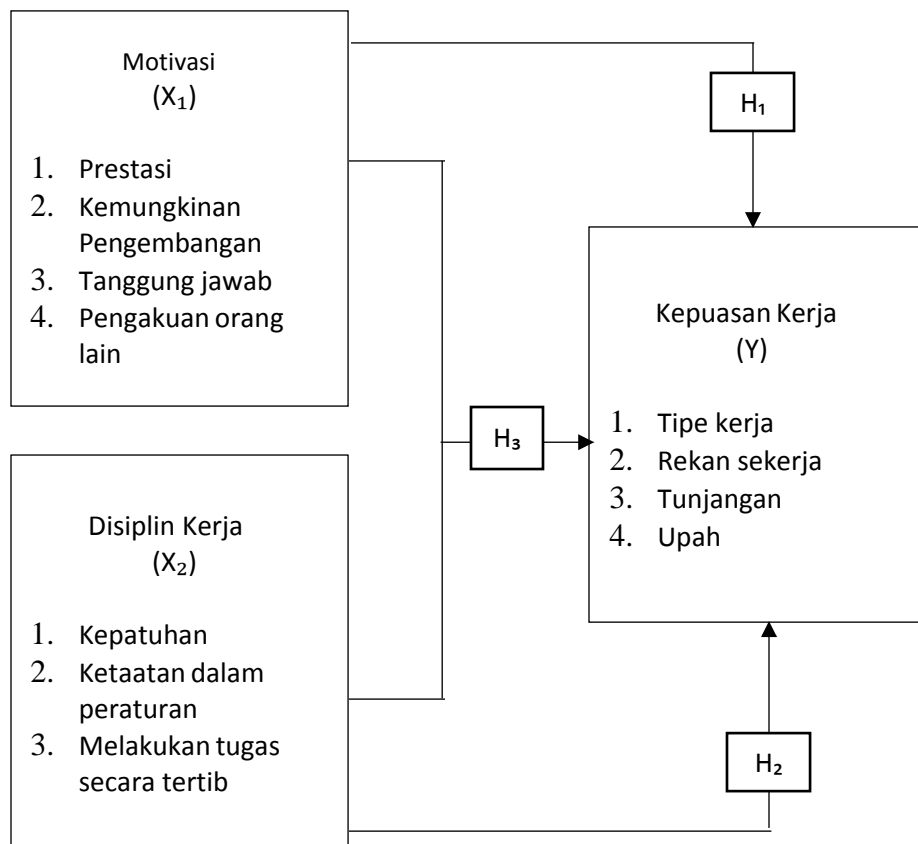 Motivasi
(X₁)
1. Prestasi
2. Kemungkinan
Pengembangan
3. Tanggung jawab
4. Pengakuan orang
lain
H₁
Kepuasan Kerja
(Y)
1. Tipe kerja
2. Rekan sekerja
3. Tunjangan
4. Upah
H₃
Disiplin Kerja
(X₂)
1. Kepatuhan
2. Ketaatan dalam
peraturan
3. Melakukan tugas
secara tertib
H₂